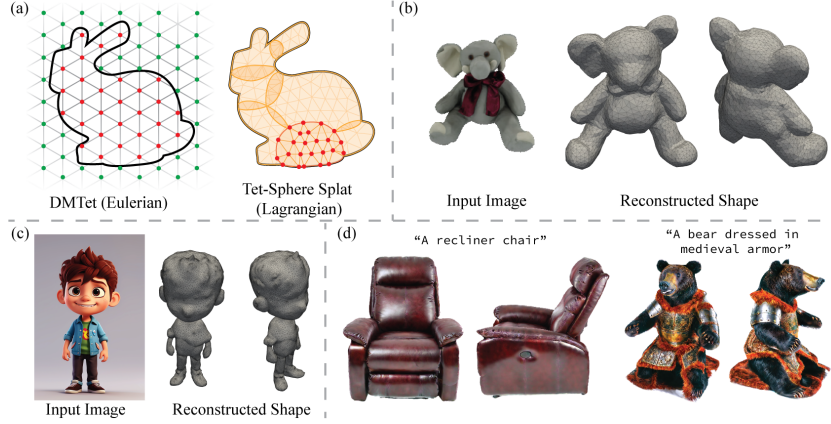 (a)
DMTet (Eulerian)
Tet-Sphere Splat
(Lagrangian)
(b)
Input Image
Reconstructed Shape
(c)
Input Image
Reconstructed Shape
(d)
“A recliner chair”
“A bear dressed in
medieval armor”